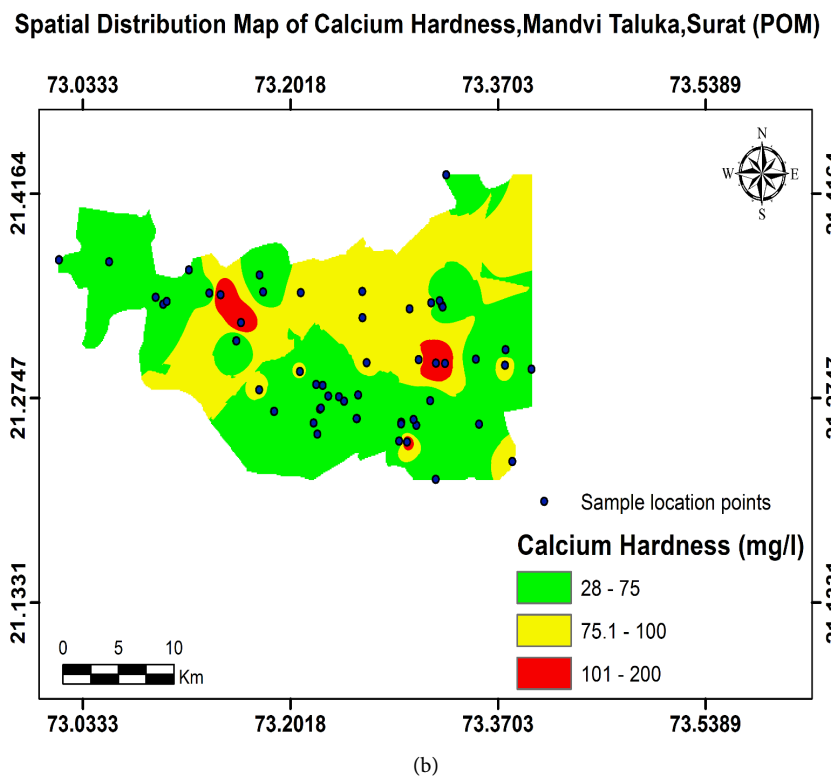 Spatial Distribution Map of Calcium Hardness,Mandvi Taluka,Surat (POM)
73.0333 73.2018 73.3703 73.5389
N
W E
S
21.4164
21.2747
21.1331
Sample location points
Calcium Hardness (mg/l)
28 - 75
75.1 - 100
101 - 200
0 5 10
Km
73.0333 73.2018 73.3703 73.5389
(b)